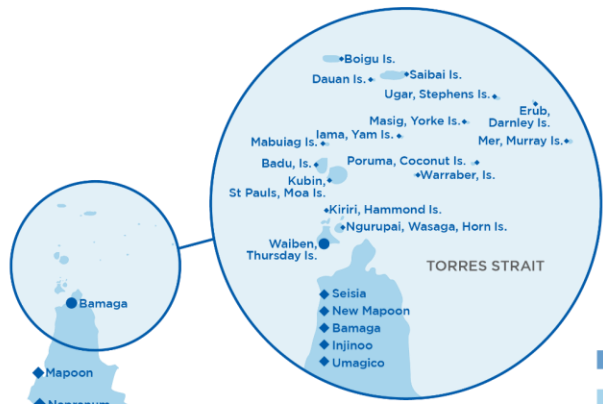 Boigu Is.
Saibai Is.
Dauan Is.
Ugar, Stephens Is.
Erub,
Darnley Is.
Masig, Yorke Is.
Iama, Yam Is.
Mer, Murray Is.
Mabuiag Is.
Badu, Is.
Poruma, Coconut Is.
Kubin,
St Pauls, Moa Is.
Warraber, Is.
Kiriri, Hammond Is.
Ngurupai, Wasaga, Horn Is.
Waiben,
Thursday Is.
TORRES STRAIT
Seisia
New Mapoon
Bamaga
Injinoo
Umagico
Bamaga
Mapoon
Napranum